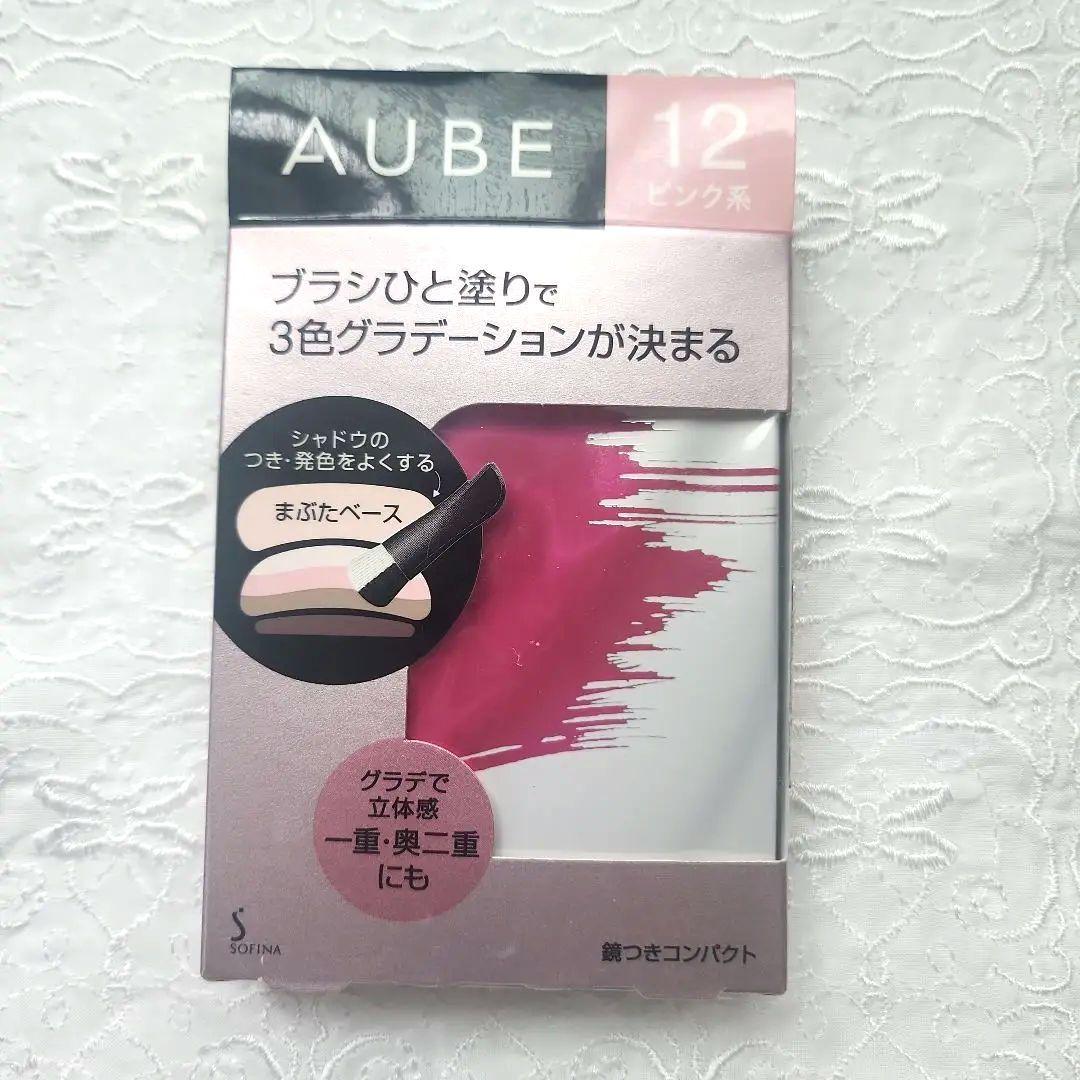 AUBE
12
ピンク系
ブラシひと塗りで
3色グラデーションが決まる
シャドウの
つき・発色をよくする
まぶたベース
グラデで
立体感
一重・奥二重
にも
S
SOFINA
鏡つきコンパクト